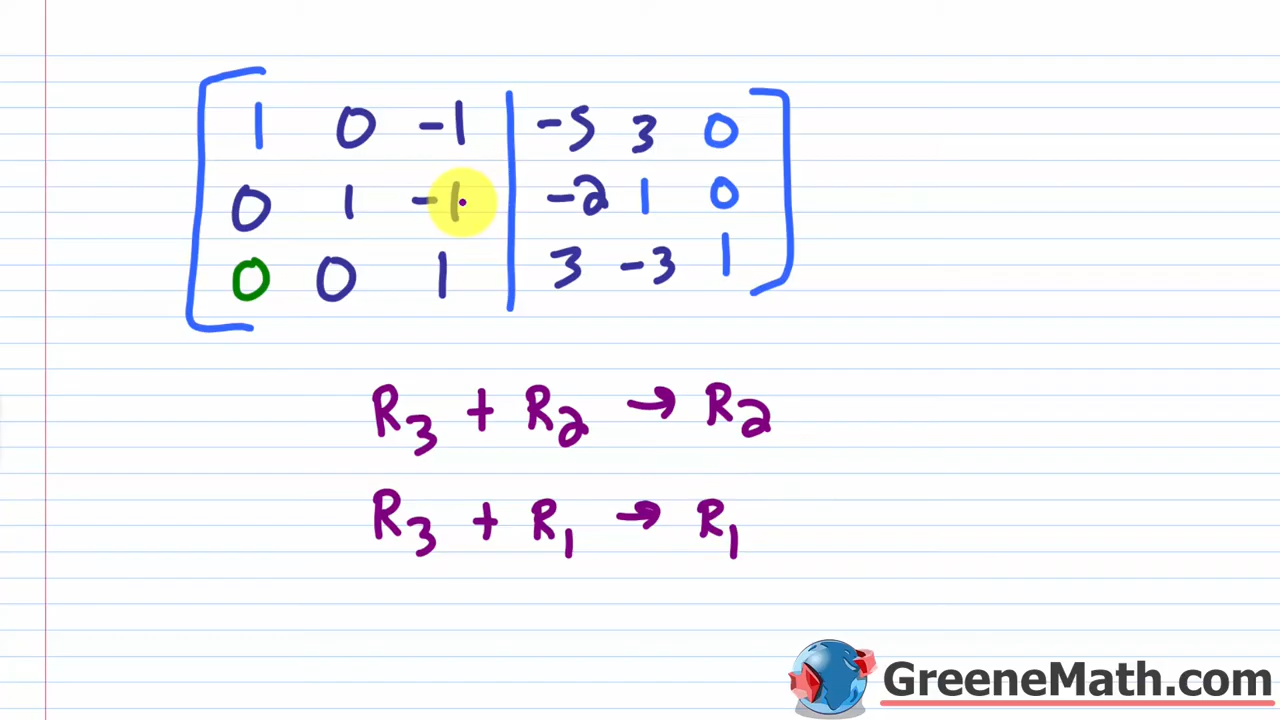 1 0 -1 | -5 3 0
0 1 -1 | -2 1 0
0 0 1 | 3 -3 1
R3 + R2 → R2
R3 + R1 → R1
GreeneMath.com